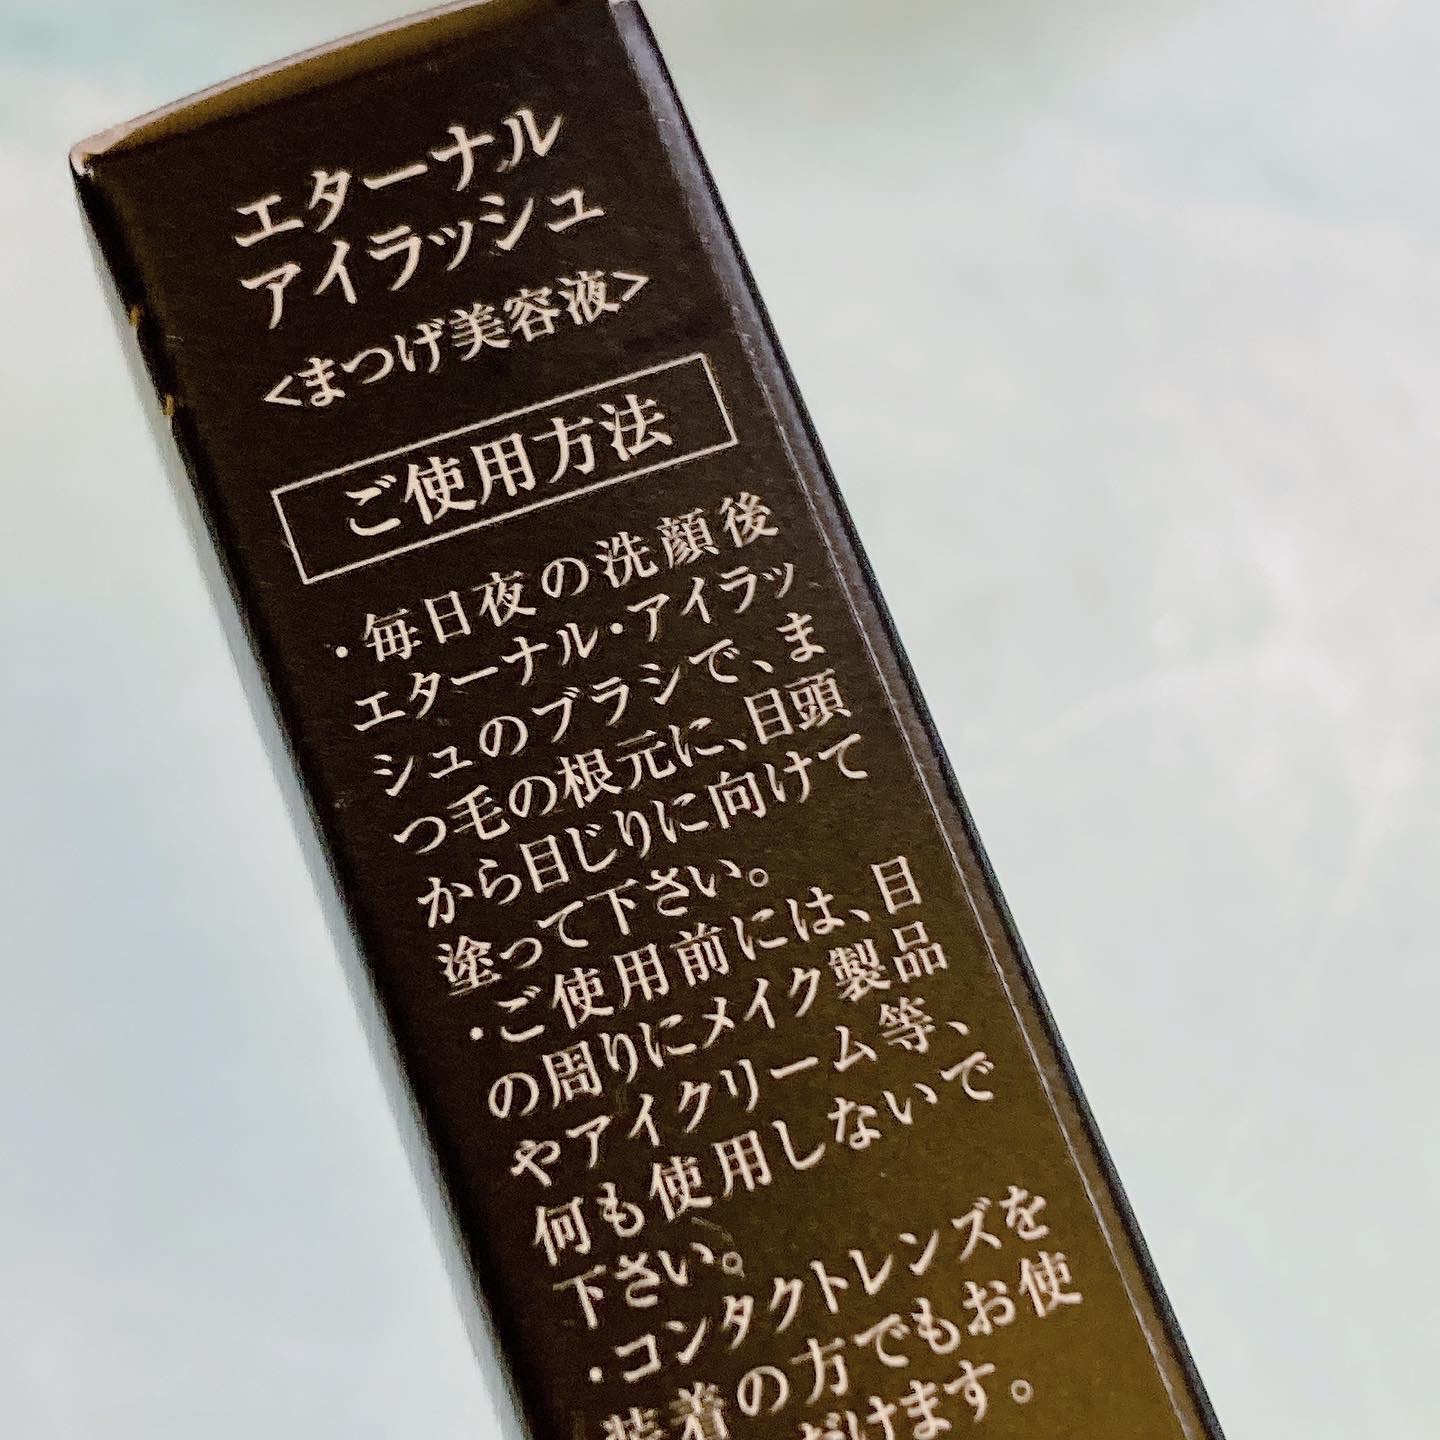 エターナル
アイラッシュ
<まつげ美容液>
ご使用方法
・毎日夜の洗顔後
エターナル・アイラッ
シュのブラシで、ま
つ毛の根元に、目頭
から目じりに向けて
塗って下さい。
・ご使用前には、目
の周りにメイク製品
やアイクリーム等、
何も使用しないで
下さい。
・コンタクトレンズを
装着の方でもお使
だけます。